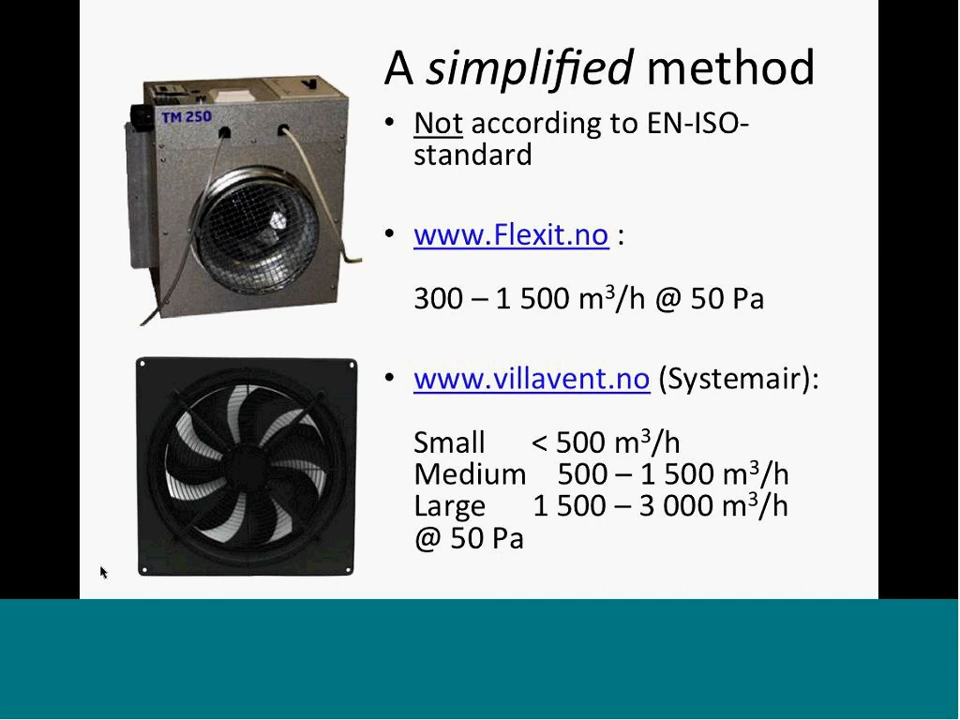 A simplified method
• Not according to EN-ISO-
standard
• www.Flexit.no :
300 – 1 500 m³/h @ 50 Pa
• www.villavent.no (Systemair):
Small < 500 m³/h
Medium 500 – 1 500 m³/h
Large 1 500 – 3 000 m³/h
@ 50 Pa
TM 250